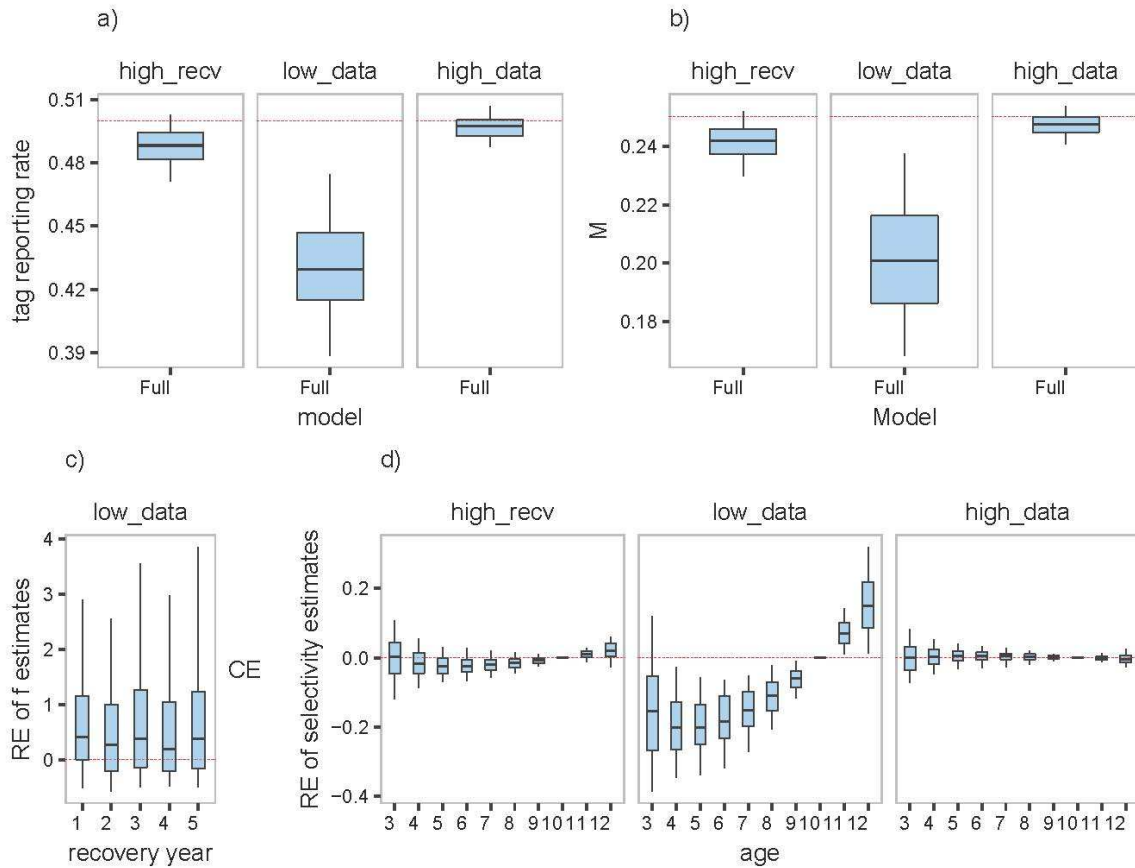 a)
high_recv low_data high_data
0.51
0.48
0.45
0.42
0.39
tag reporting rate
Full Full Full
model
b)
high_recv low_data high_data
0.24
0.22
0.20
0.18
M
Full Full Full
Model
c)
low_data
4
3
2
1
0
RE of f estimates
CE
1 2 3 4 5
recovery year
d)
high_recv low_data high_data
0.2
0.0
−0.2
−0.4
RE of selectivity estimates
3 4 5 6 7 8 9 10 11 12 3 4 5 6 7 8 9 10 11 12 3 4 5 6 7 8 9 10 11 12
age